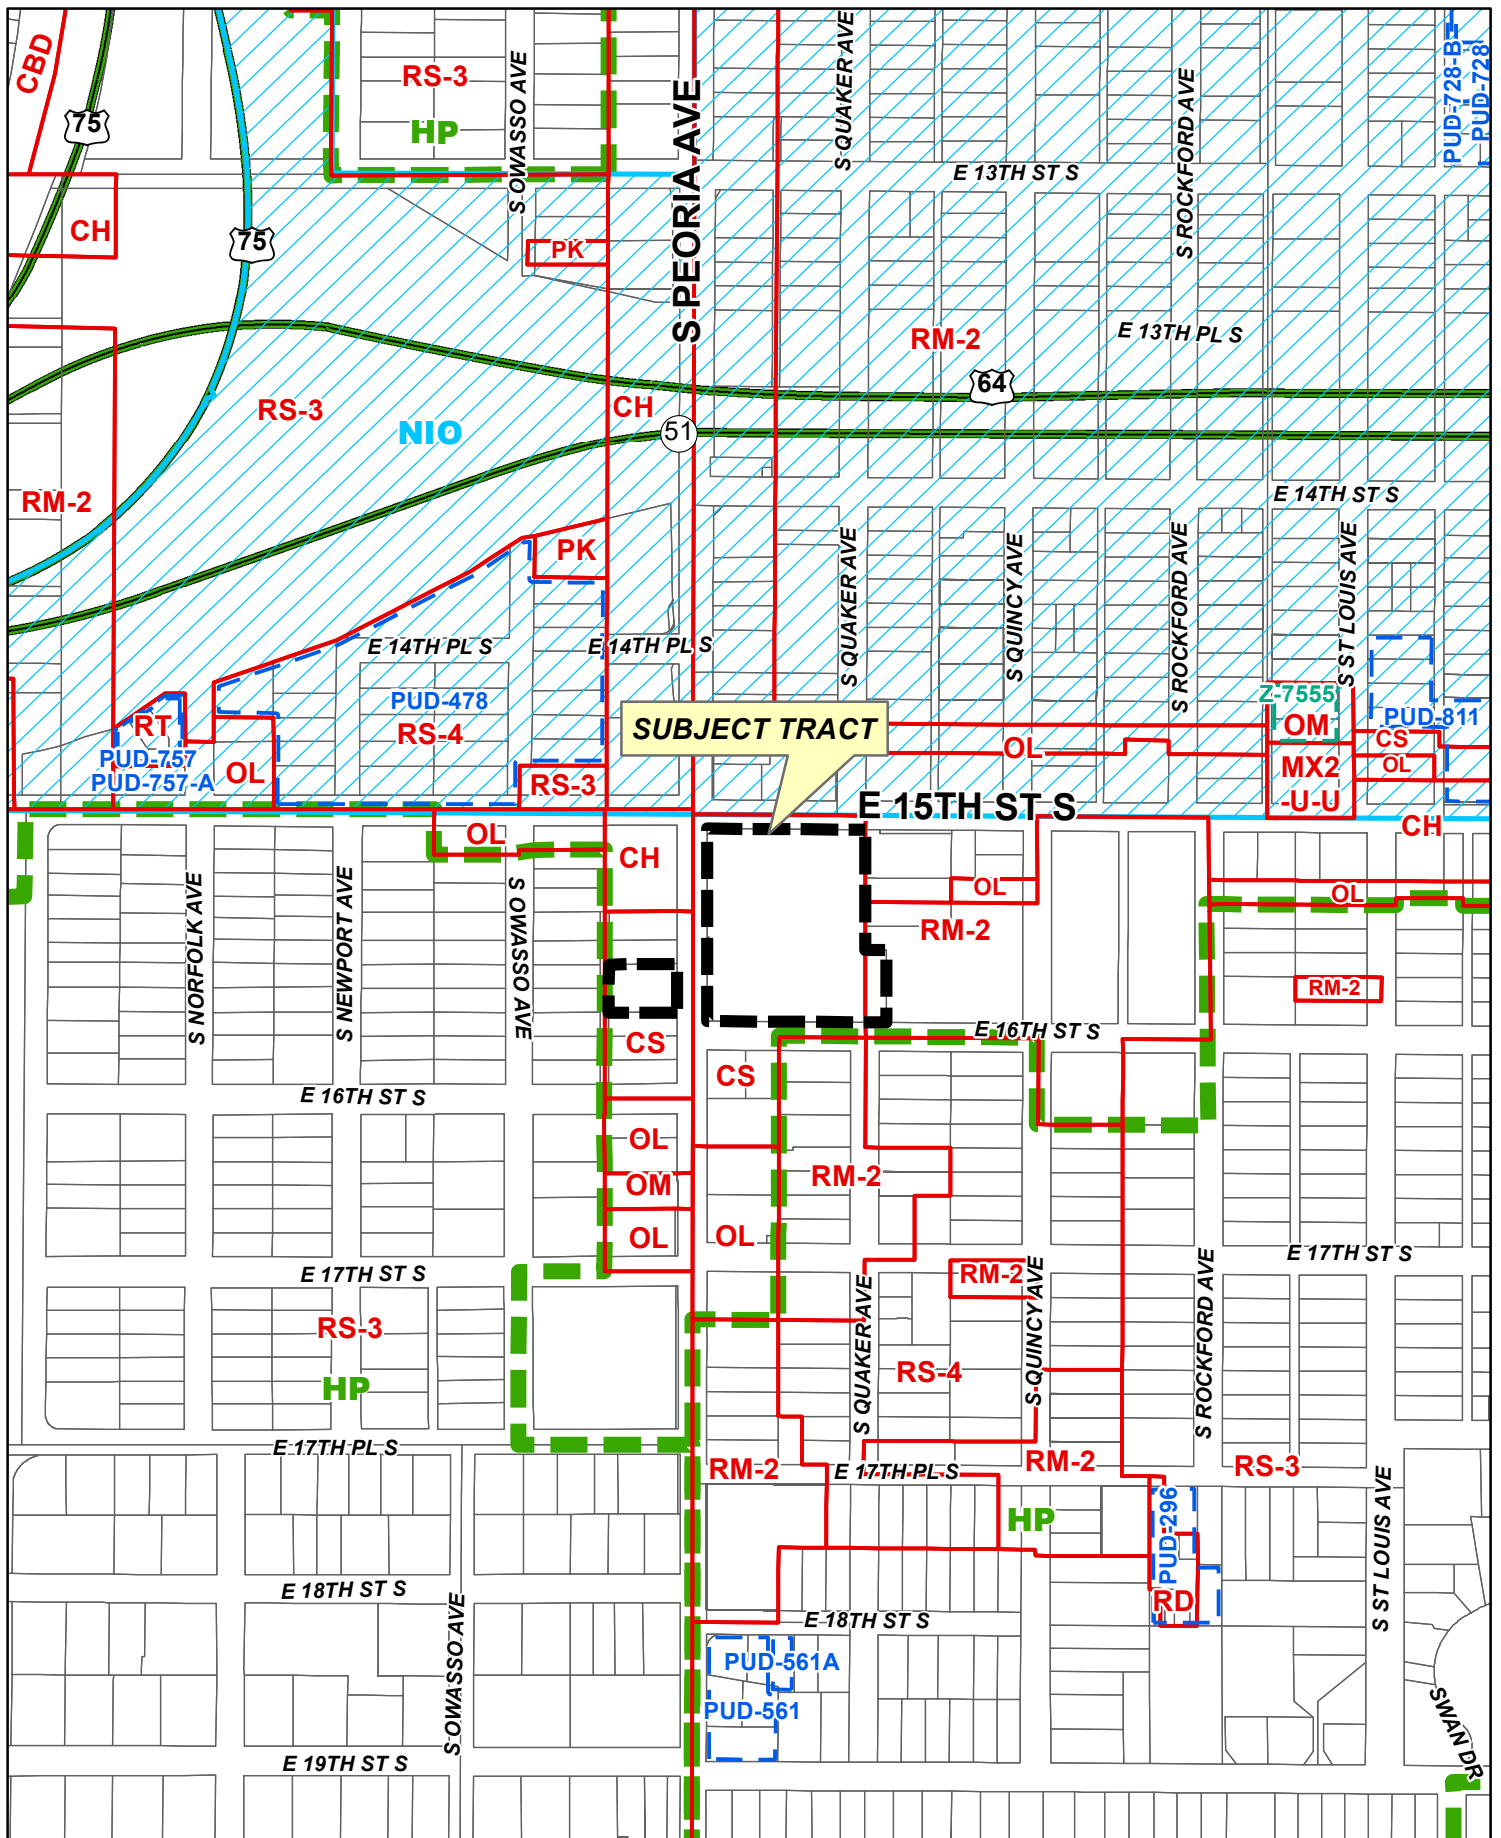 CBD
RS-3
HP
S OWASSO AVE
S PEORIA AVE
S QUAKER AVE
S ROCKFORD AVE
PUD-728-B
PUD-728
75
E 13TH ST S
CH
75
PK
RM-2
E 13TH PL S
64
RS-3
CH
NIO
51
RM-2
E 14TH ST S
PK
S QUAKER AVE
S QUINCY AVE
S ROCKFORD AVE
S ST LOUIS AVE
E 14TH PL S
E 14TH PL S
PUD-478
RS-4
Z-7555
OM
PUD-811
RT
SUBJECT TRACT
CS
PUD-757
PUD-757-A
OL
OL
OL
RS-3
MX2
-U-U
E 15TH ST S
CH
OL
CH
OL
OL
S NORFOLK AVE
S NEWPORT AVE
S OWASSO AVE
RM-2
RM-2
CS
E 16TH ST S
CS
E 16TH ST S
OL
OM
RM-2
OL
OL
E 17TH ST S
E 17TH ST S
RM-2
RS-3
S QUAKER AVE
S QUINCY AVE
S ROCKFORD AVE
RS-4
HP
E 17TH PL S
RM-2
E 17TH PL S
RM-2
RS-3
HP
PUD-296
S ST LOUIS AVE
E 18TH ST S
RD
S OWASSO AVE
E 18TH ST S
PUD-561A
PUD-561
SWAN DR
E 19TH ST S